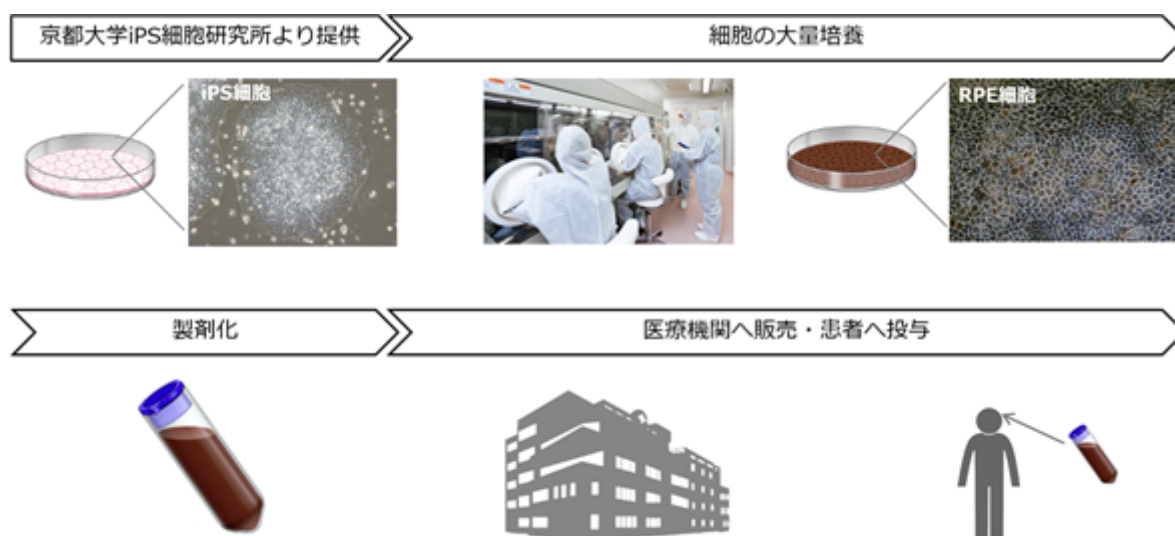 京都大学iPS細胞研究所より提供
細胞の大量培養
iPS細胞
RPE細胞
製剤化
医療機関へ販売・患者へ投与